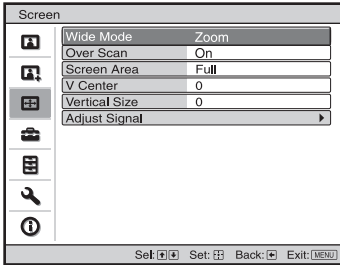 Screen
Wide Mode Zoom
Over Scan On
Screen Area Full
V Center 0
Vertical Size 0
Adjust Signal
Sel: Set: Back: Exit: MENU